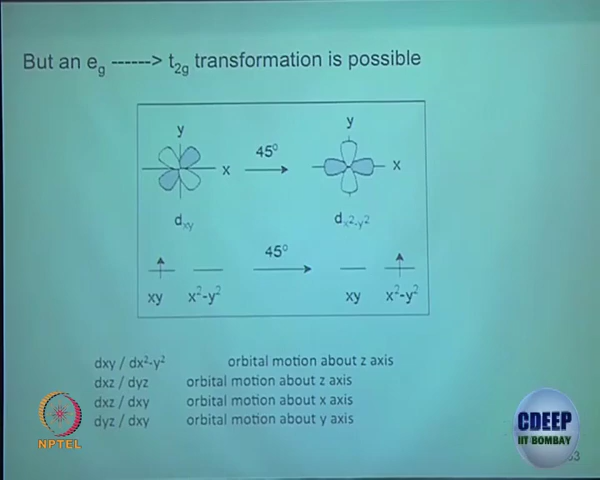 But an eg ------> t2g transformation is possible
y
y
x 45° x
dxy dx²-y²
45°
xy x²-y² xy x²-y²
dxy / dx²-y² orbital motion about z axis
dxz / dyz orbital motion about z axis
dxz / dxy orbital motion about x axis
dyz / dxy orbital motion about y axis
NPTEL
CDEEP
IIT BOMBAY